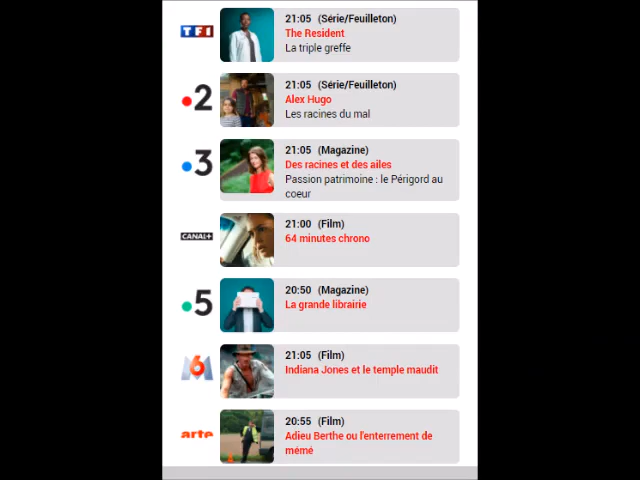 TF1
21:05 (Série/Feuilleton)
The Resident
La triple greffe
2
21:05 (Série/Feuilleton)
Alex Hugo
Les racines du mal
3
21:05 (Magazine)
Des racines et des ailes
Passion patrimoine : le Périgord au
coeur
CANAL+
21:00 (Film)
64 minutes chrono
5
20:50 (Magazine)
La grande librairie
M6
21:05 (Film)
Indiana Jones et le temple maudit
arte
20:55 (Film)
Adieu Berthe ou l'enterrement de
mémé